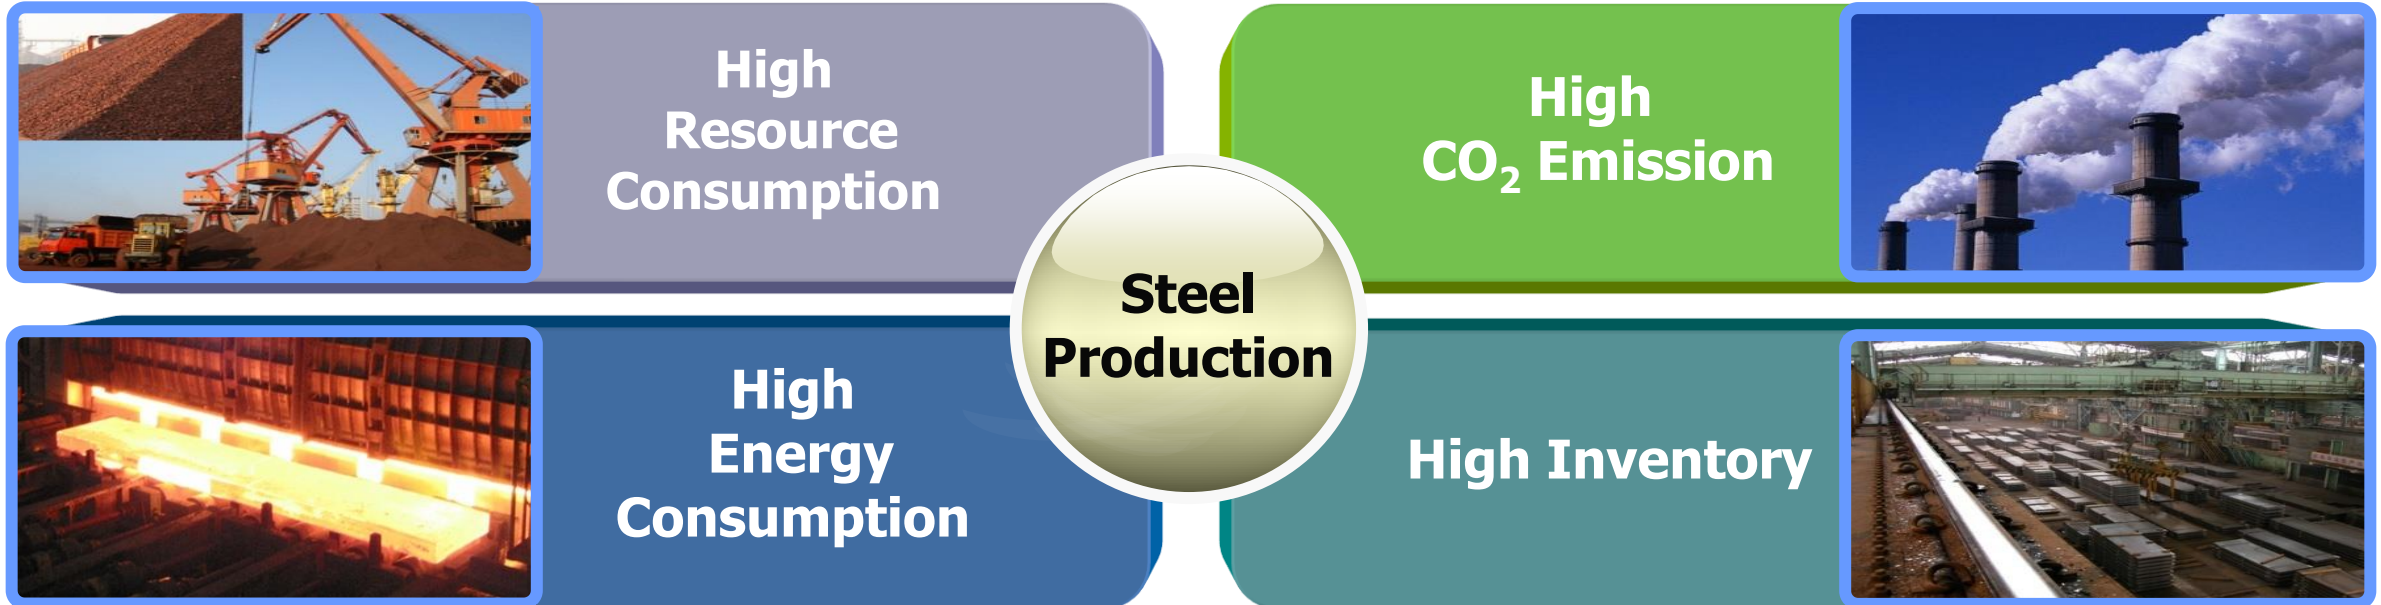 High
Resource
Consumption
High
CO₂ Emission
Steel
Production
High
Energy
Consumption
High Inventory